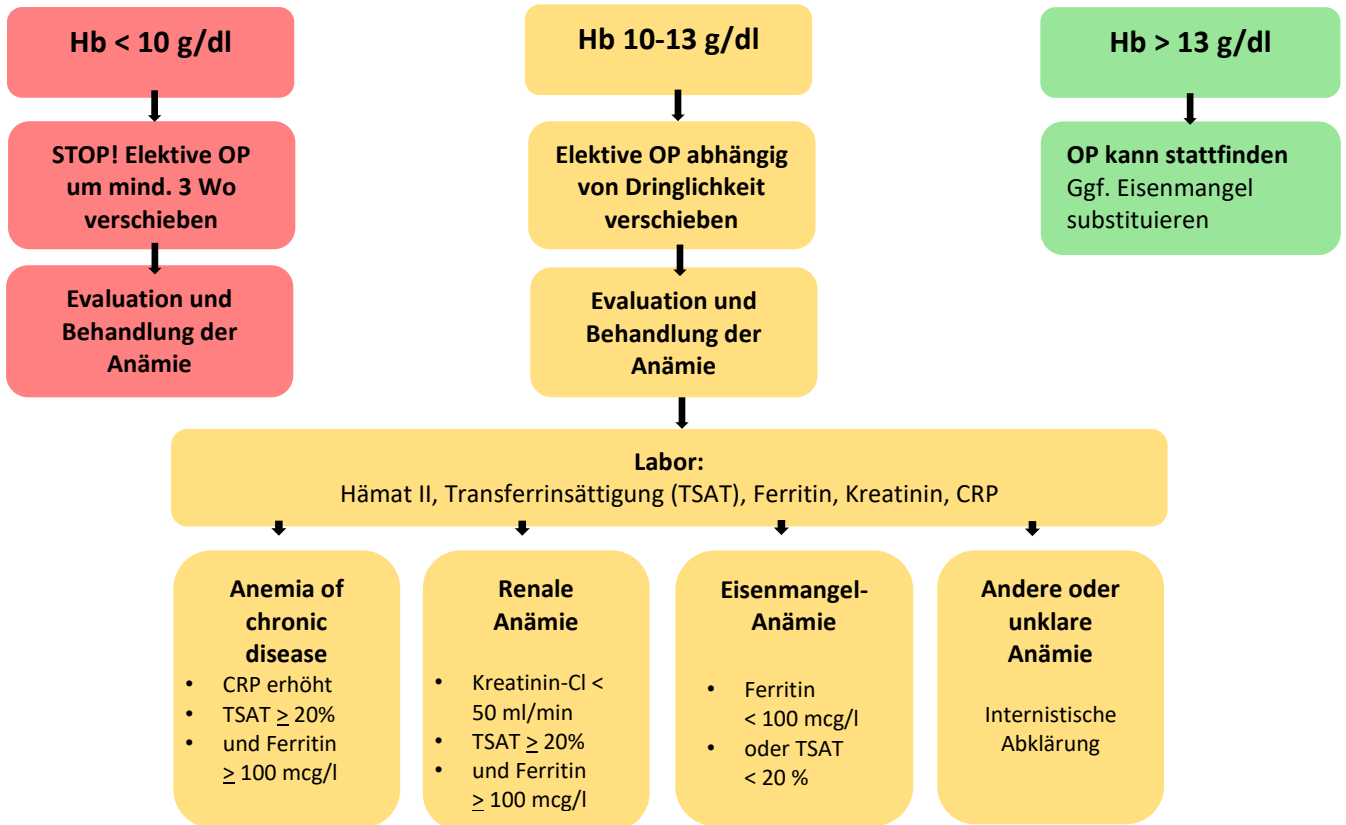 Hb < 10 g/dl
STOP! Elektive OP
um mind. 3 Wo
verschieben
Evaluation und
Behandlung der
Anämie
Hb 10-13 g/dl
Elektive OP abhängig
von Dringlichkeit
verschieben
Evaluation und
Behandlung der
Anämie
Hb > 13 g/dl
OP kann stattfinden
Ggf. Eisenmangel
substituieren
Labor:
Hämat II, Transferrinsättigung (TSAT), Ferritin, Kreatinin, CRP
Anemia of
chronic
disease
• CRP erhöht
• TSAT ≥ 20%
• und Ferritin
≥ 100 mcg/l
Renale
Anämie
• Kreatinin-Cl <
50 ml/min
• TSAT ≥ 20%
• und Ferritin
≥ 100 mcg/l
Eisenmangel-
Anämie
• Ferritin
< 100 mcg/l
• oder TSAT
< 20 %
Andere oder
unklare
Anämie
Internistische
Abklärung